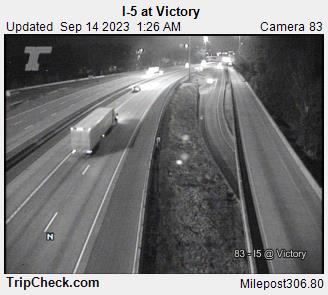 I-5 at Victory
Updated Sep 14 2023 1:26 AM Camera 83
T
N
83 - I5 @ Victory
TripCheck.com Milepost306.80